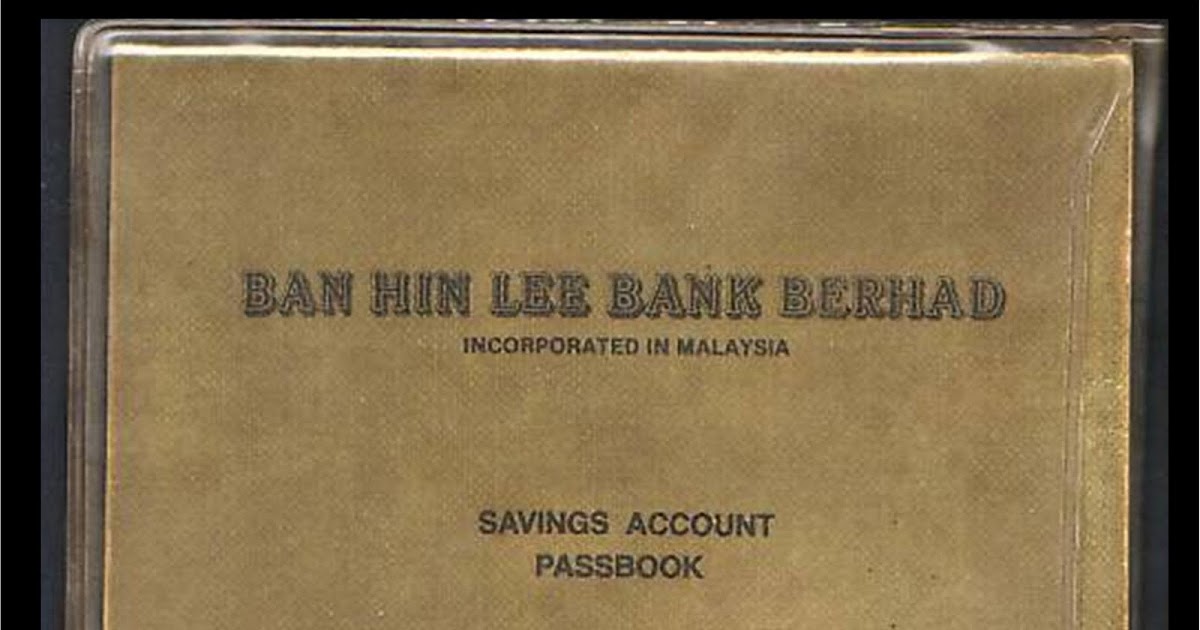 BAN HIN LEE BANK BERHAD
INCORPORATED IN MALAYSIA
SAVINGS ACCOUNT
PASSBOOK